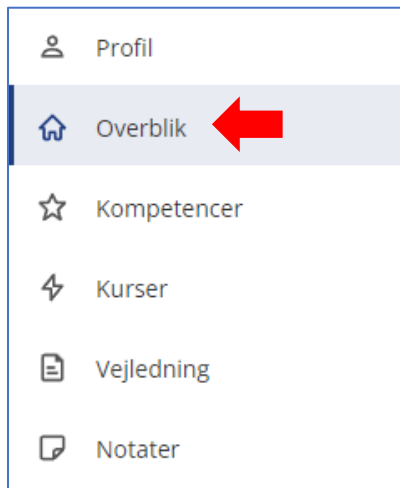 Profil
Overblik
Kompetencer
Kurser
Vejledning
Notater